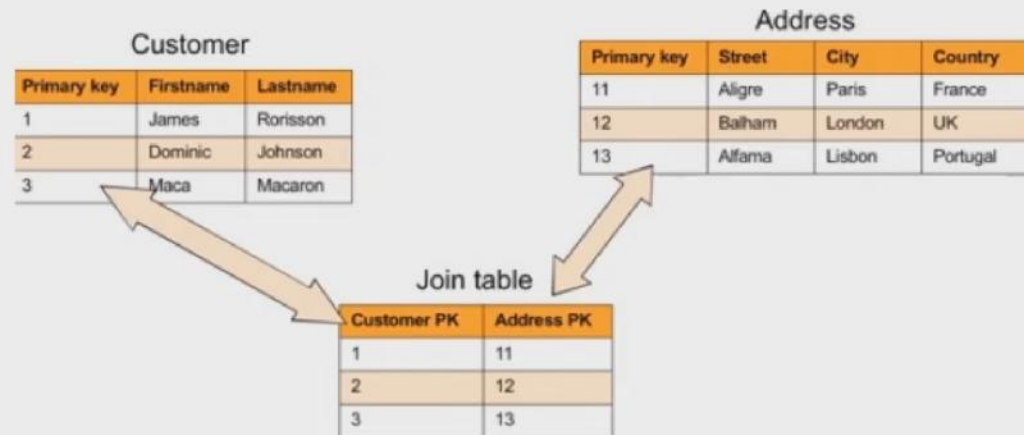 Customer
Primary key Firstname Lastname
1 James Rorisson
2 Dominic Johnson
3 Maca Macaron
Address
Primary key Street City Country
11 Aligre Paris France
12 Balham London UK
13 Alfama Lisbon Portugal
Join table
Customer PK Address PK
1 11
2 12
3 13